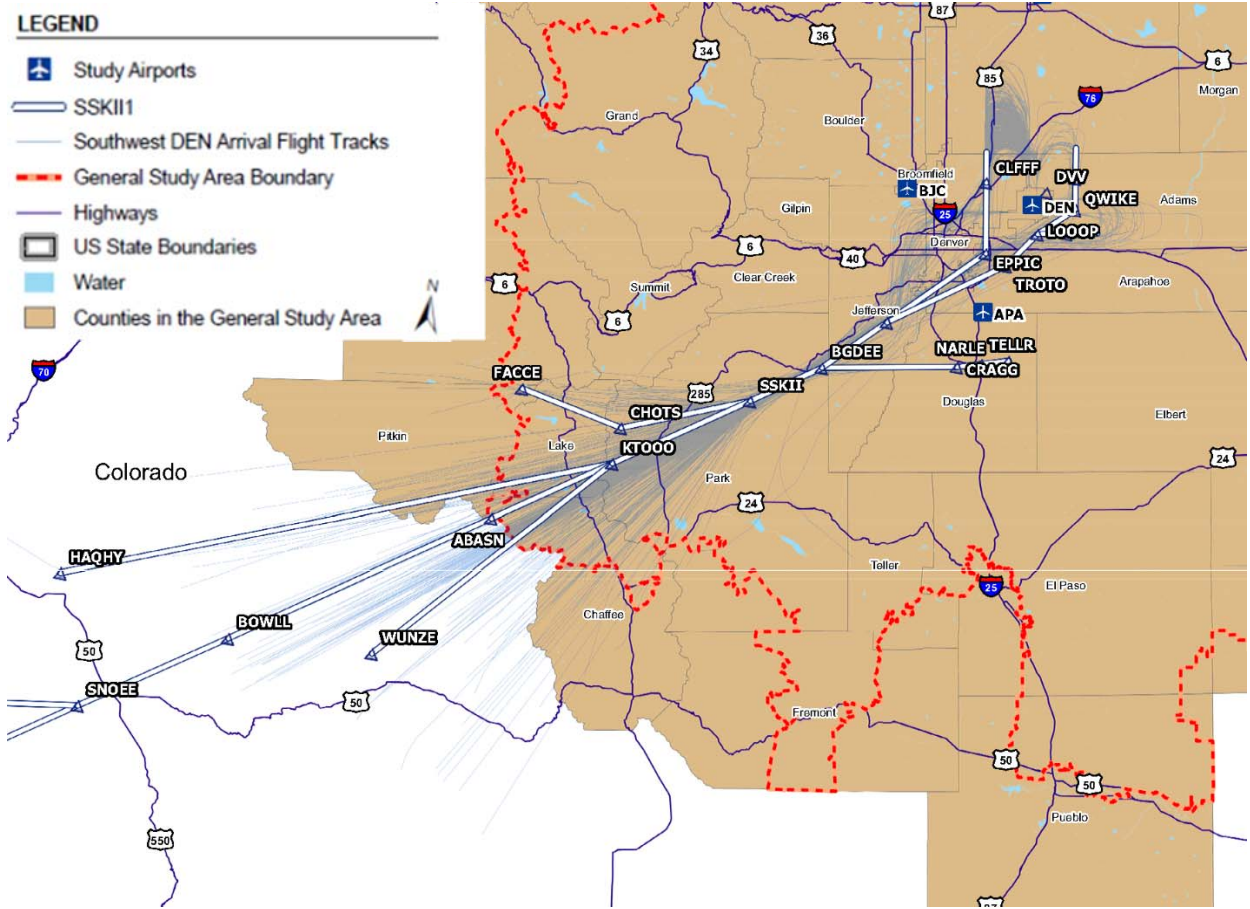 LEGEND
Study Airports
SSKII1
Southwest DEN Arrival Flight Tracks
General Study Area Boundary
Highways
US State Boundaries
Water
Counties in the General Study Area
N
87
36
34
85
6
76
Morgan
Grand
Boulder
CLFFF
Broomfield
BJC
DVV
DEN
QWIKE
Adams
25
Gilpin
LOOOP
Denver
6
40
EPPIC
6
Clear Creek
TROTO
Arapahoe
Summit
6
Jefferson
APA
70
BGDEE
NARLE
TELLR
FACCE
CRAGG
SSKII
285
Douglas
CHOTS
Elbert
Pitkin
Lake
KTOOO
24
Colorado
Park
24
ABASN
HAQHY
Teller
25
El Paso
Chaffee
BOWLL
WUNZE
50
SNOEE
50
Fremont
50
50
Pueblo
550